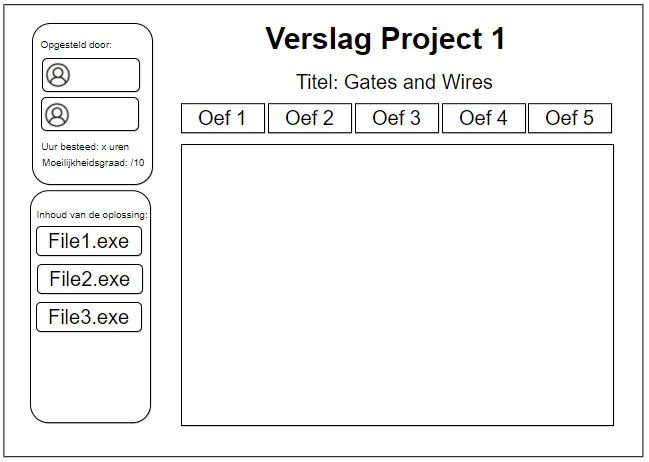 Opgesteld door:
Uur besteed: x uren
Moeilijkheidsgraad: /10
Inhoud van de oplossing:
File1.exe
File2.exe
File3.exe
Verslag Project 1
Titel: Gates and Wires
Oef 1 Oef 2 Oef 3 Oef 4 Oef 5